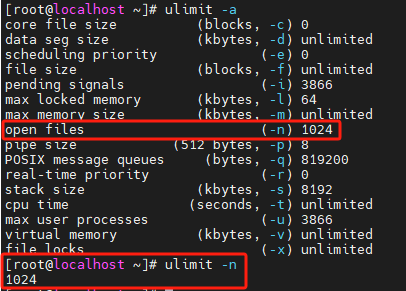 [root@localhost ~]# ulimit -a
core file size          (blocks, -c) 0
data seg size           (kbytes, -d) unlimited
scheduling priority             (-e) 0
file size               (blocks, -f) unlimited
pending signals                 (-i) 3866
max locked memory       (kbytes, -l) 64
max memory size         (kbytes, -m) unlimited
open files                      (-n) 1024
pipe size            (512 bytes, -p) 8
POSIX message queues     (bytes, -q) 819200
real-time priority              (-r) 0
stack size              (kbytes, -s) 8192
cpu time               (seconds, -t) unlimited
max user processes              (-u) 3866
virtual memory          (kbytes, -v) unlimited
file locks                      (-x) unlimited
[root@localhost ~]# ulimit -n
1024